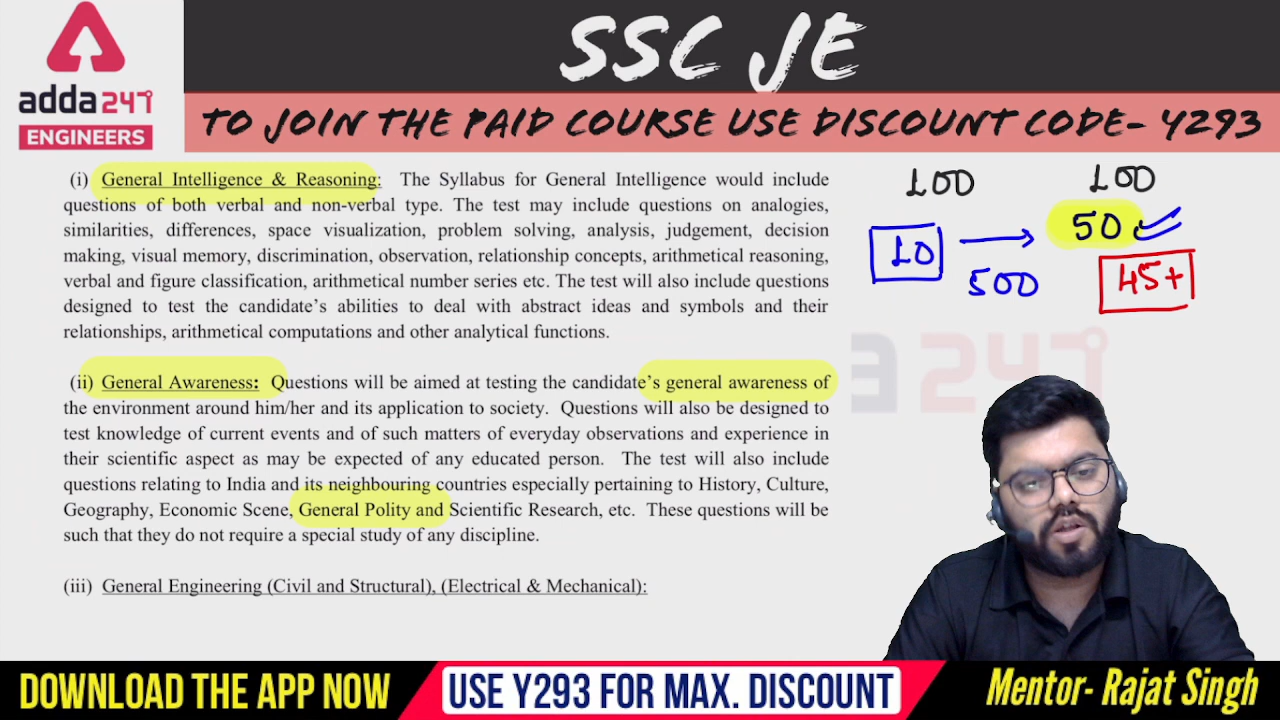 adda247
ENGINEERS
SSC JE
TO JOIN THE PAID COURSE USE DISCOUNT CODE- Y293
(i) General Intelligence & Reasoning: The Syllabus for General Intelligence would include
questions of both verbal and non-verbal type. The test may include questions on analogies,
similarities, differences, space visualization, problem solving, analysis, judgement, decision
making, visual memory, discrimination, observation, relationship concepts, arithmetical reasoning,
verbal and figure classification, arithmetical number series etc. The test will also include questions
designed to test the candidate's abilities to deal with abstract ideas and symbols and their
relationships, arithmetical computations and other analytical functions.
(ii) General Awareness: Questions will be aimed at testing the candidate's general awareness of
the environment around him/her and its application to society. Questions will also be designed to
test knowledge of current events and of such matters of everyday observations and experience in
their scientific aspect as may be expected of any educated person. The test will also include
questions relating to India and its neighbouring countries especially pertaining to History, Culture,
Geography, Economic Scene, General Polity and Scientific Research, etc. These questions will be
such that they do not require a special study of any discipline.
(iii) General Engineering (Civil and Structural), (Electrical & Mechanical):
100 100
10 → 50
500 45+
247
DOWNLOAD THE APP NOW
USE Y293 FOR MAX. DISCOUNT
Mentor- Rajat Singh